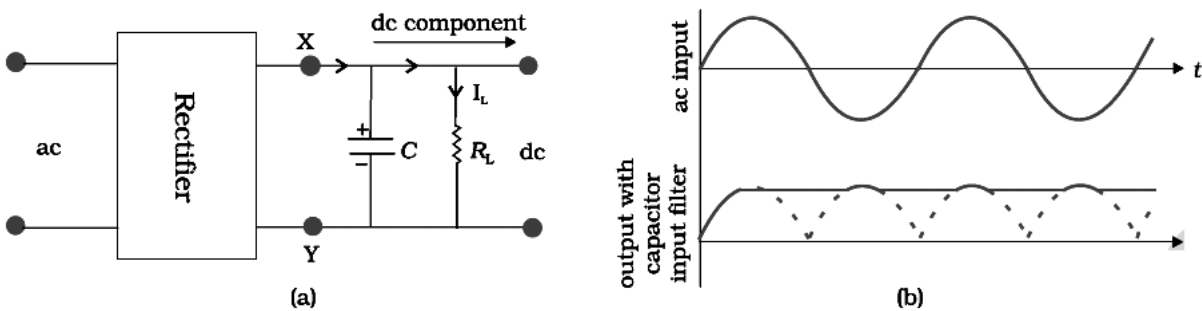 dc component
X
I_L
ac
Rectifier
+
−
C
R_L
dc
Y
(a)
ac input
t
output with
capacitor
input filter
(b)